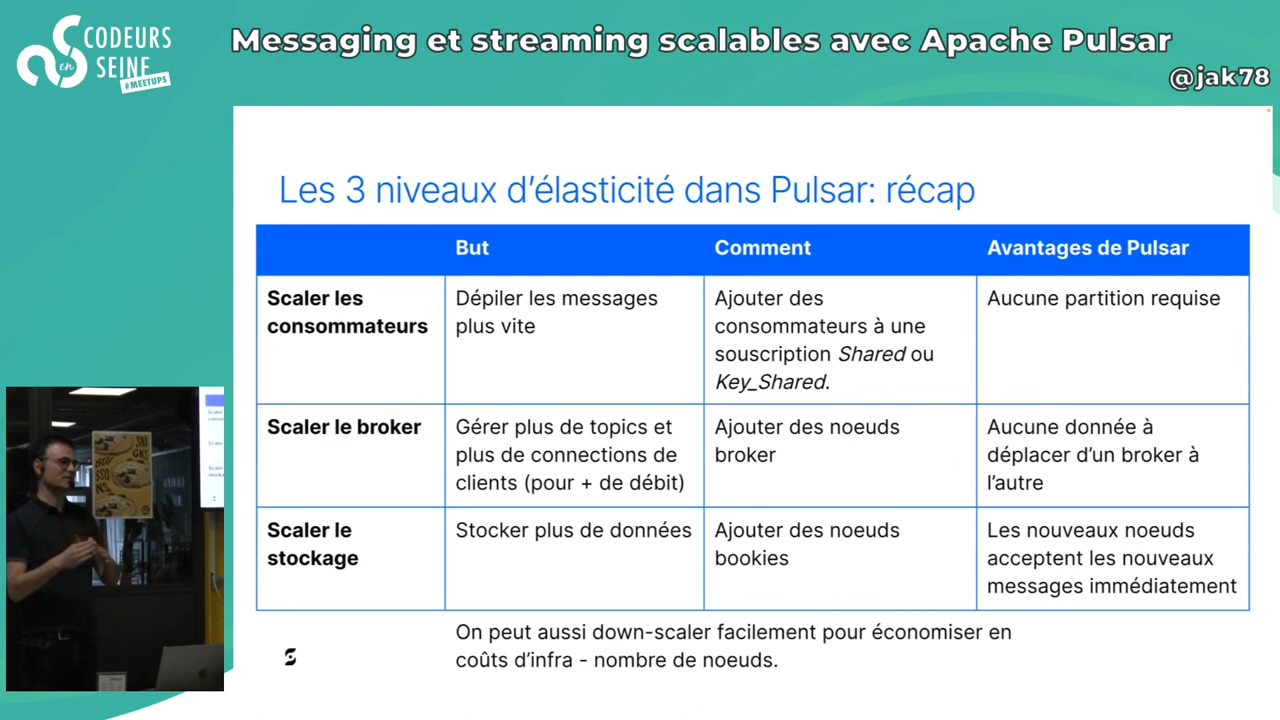 CODEURS
en SEINE
#MEETUPS
Messaging et streaming scalables avec Apache Pulsar
@jak78
Les 3 niveaux d'élasticité dans Pulsar: récap
But
Comment
Avantages de Pulsar
Scaler les
consommateurs
Dépiler les messages
plus vite
Ajouter des
consommateurs à une
souscription Shared ou
Key_Shared.
Aucune partition requise
Scaler le broker
Gérer plus de topics et
plus de connections de
clients (pour + de débit)
Ajouter des noeuds
broker
Aucune donnée à
déplacer d'un broker à
l'autre
Scaler le
stockage
Stocker plus de données
Ajouter des noeuds
bookies
Les nouveaux noeuds
acceptent les nouveaux
messages immédiatement
On peut aussi down-scaler facilement pour économiser en
coûts d'infra - nombre de noeuds.